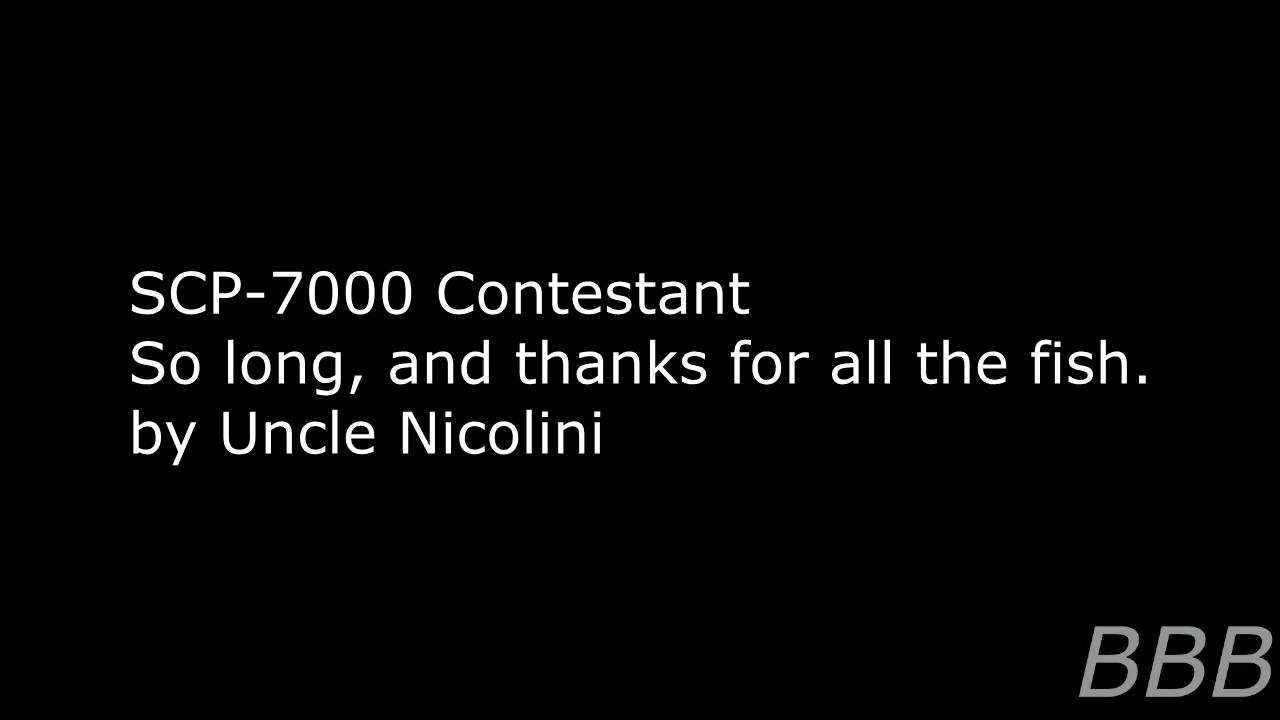 SCP-7000 Contestant
So long, and thanks for all the fish.
by Uncle Nicolini
BBB